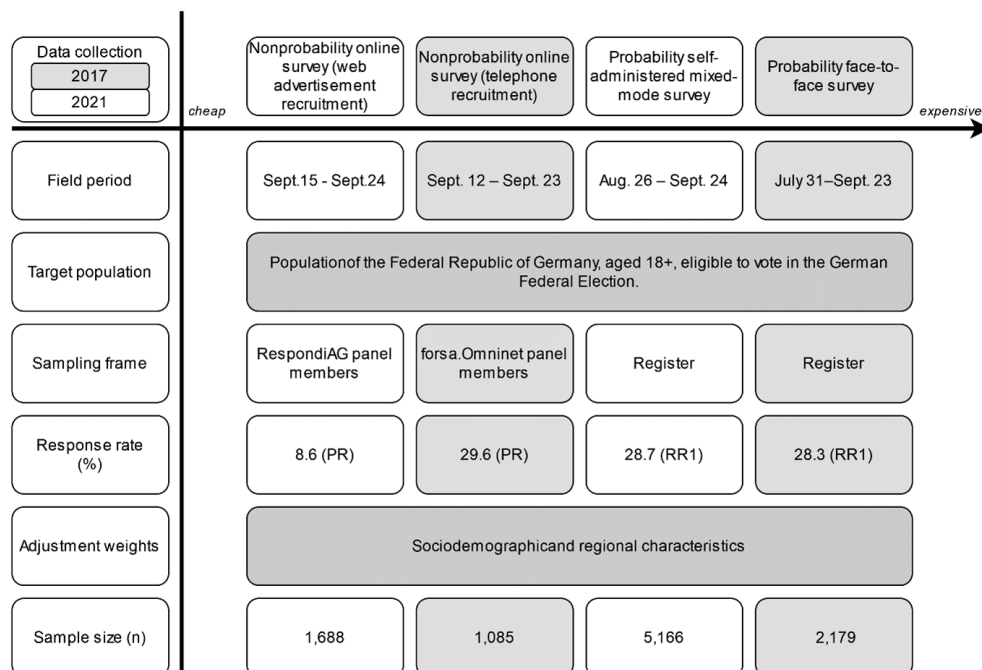 Data collection
2017
2021
Nonprobability online
survey (web
advertisement
recruitment)
Nonprobability online
survey (telephone
recruitment)
Probability self-
administered mixed-
mode survey
Probability face-to-
face survey
cheap
expensive
Field period
Sept.15 - Sept.24
Sept. 12 – Sept. 23
Aug. 26 – Sept. 24
July 31–Sept. 23
Target population
Populationof the Federal Republic of Germany, aged 18+, eligible to vote in the German
Federal Election.
Sampling frame
RespondiAG panel
members
forsa.Omninet panel
members
Register
Register
Response rate
(%)
8.6 (PR)
29.6 (PR)
28.7 (RR1)
28.3 (RR1)
Adjustment weights
Sociodemographicand regional characteristics
Sample size (n)
1,688
1,085
5,166
2,179